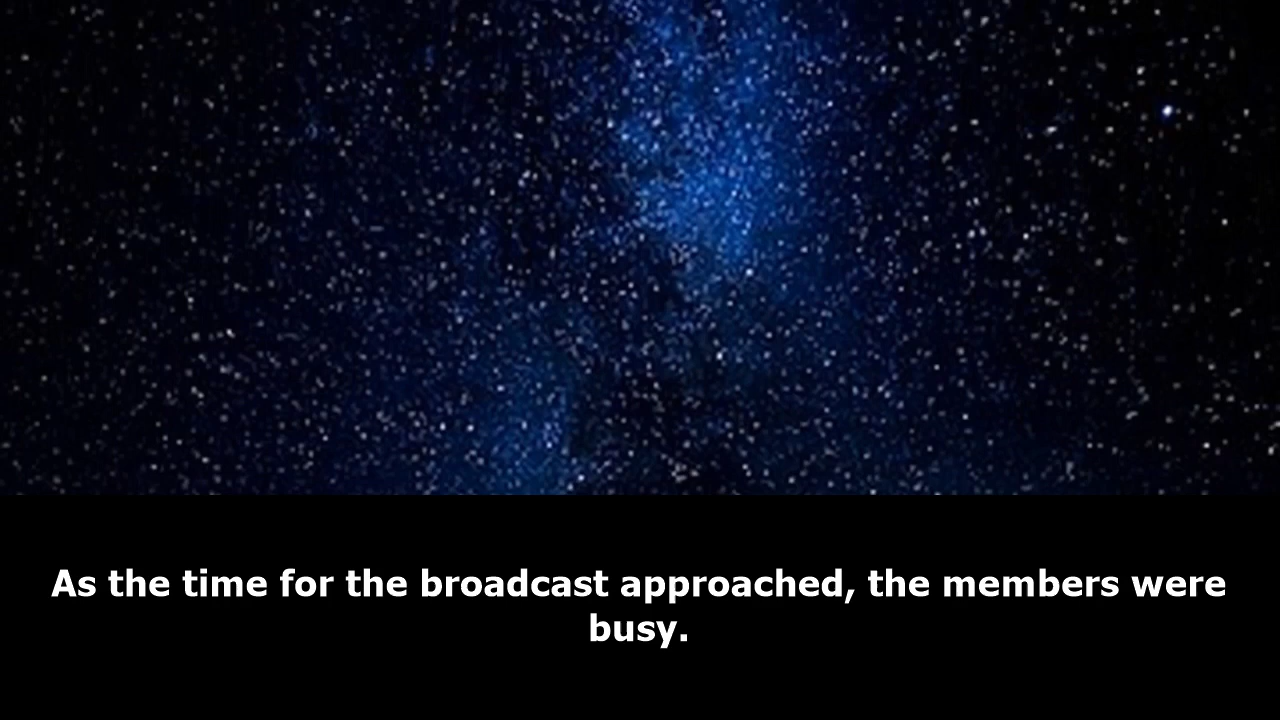 As the time for the broadcast approached, the members were
busy.